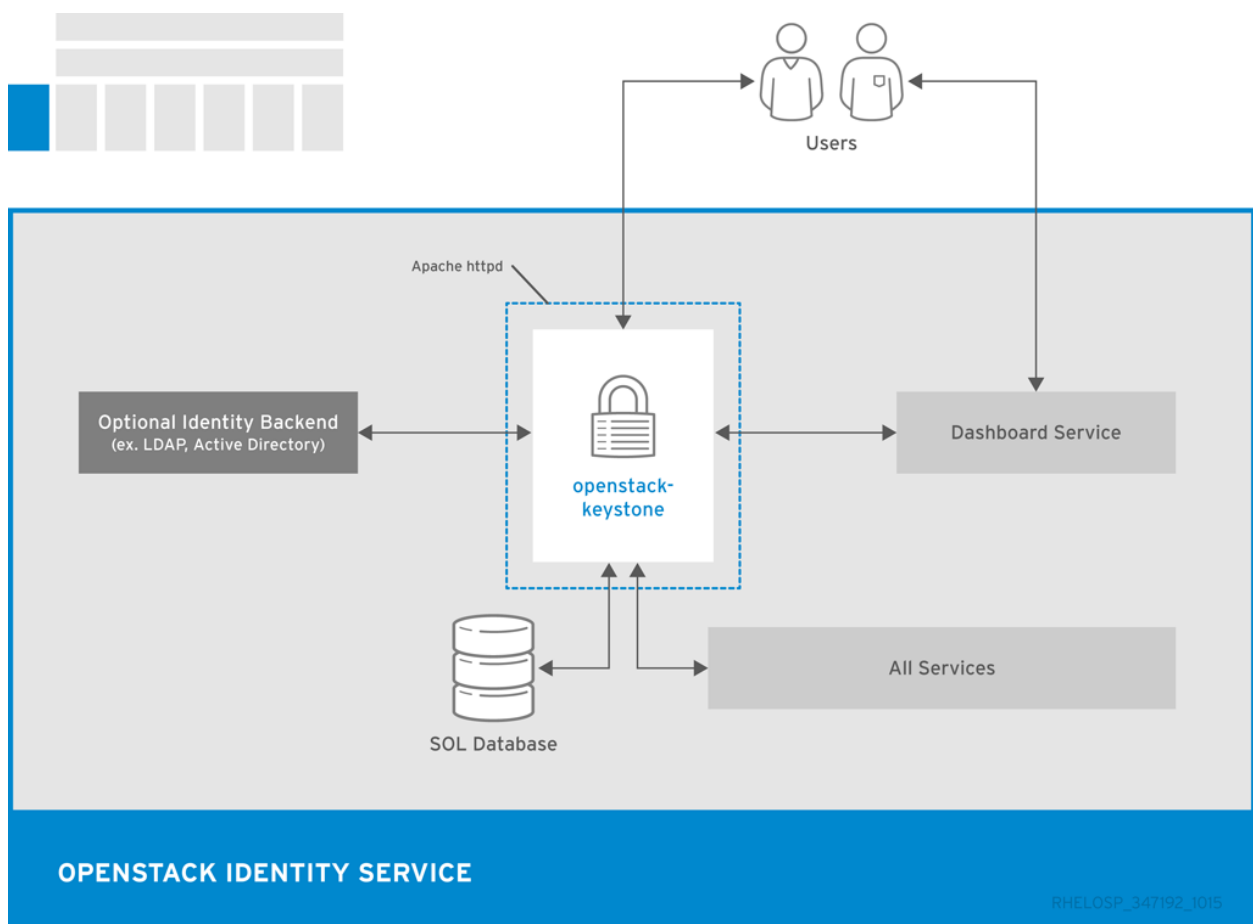 Users
Apache httpd
Optional Identity Backend
(ex. LDAP, Active Directory)
openstack-
keystone
Dashboard Service
All Services
SOL Database
OPENSTACK IDENTITY SERVICE
RHELOSP_347192_1015